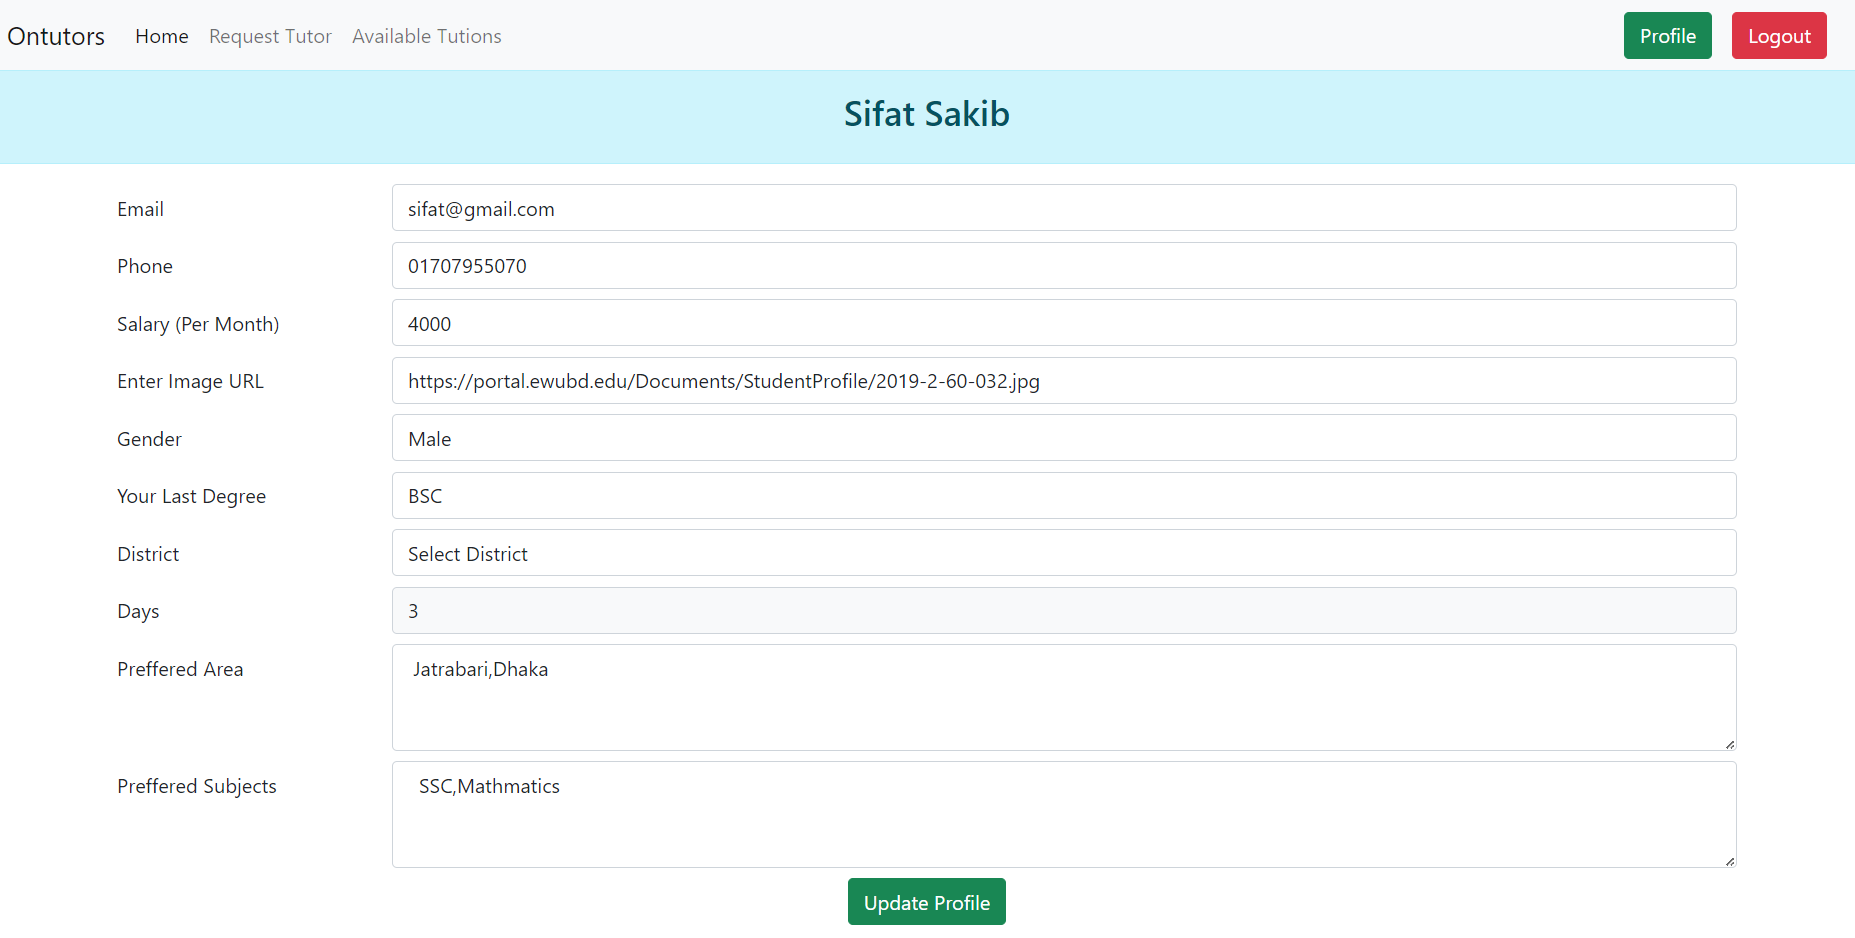 Ontutors Home Request Tutor Available Tutions Profile Logout
Sifat Sakib
Email sifat@gmail.com
Phone 01707955070
Salary (Per Month) 4000
Enter Image URL https://portal.ewubd.edu/Documents/StudentProfile/2019-2-60-032.jpg
Gender Male
Your Last Degree BSC
District Select District
Days 3
Preffered Area Jatrabari,Dhaka
Preffered Subjects SSC,Mathmatics
Update Profile